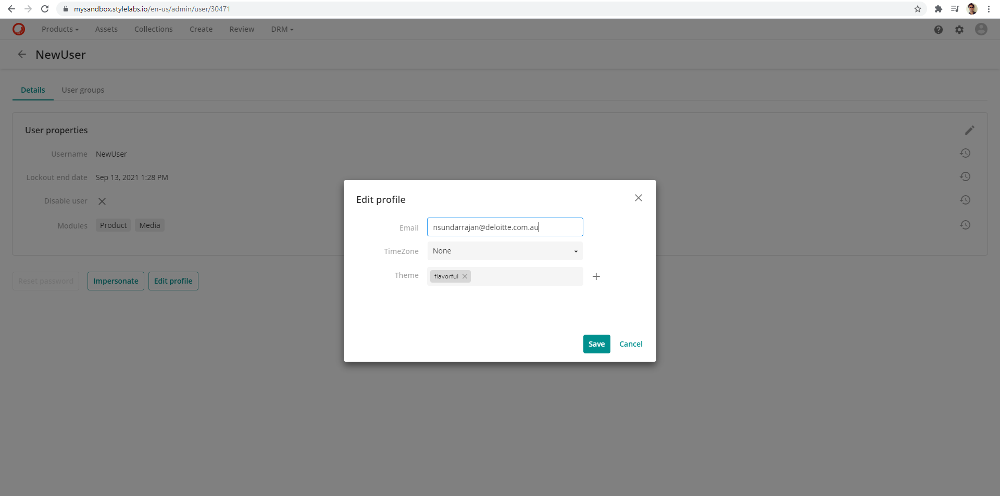 mysandbox.stylelabs.io/en-us/admin/user/30471
Products Assets Collections Create Review DRM
NewUser
Details User groups
User properties
Username NewUser
Lockout end date Sep 13, 2021 1:28 PM
Disable user
Modules Product Media
Reset password Impersonate Edit profile
Edit profile
Email nsundarrajan@deloitte.com.au
TimeZone None
Theme flavorful
Save Cancel